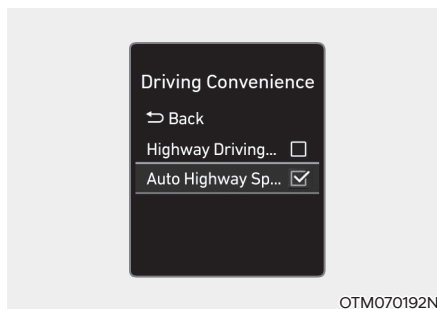 Driving Convenience
Back
Highway Driving...
Auto Highway Sp...
OTM070192N